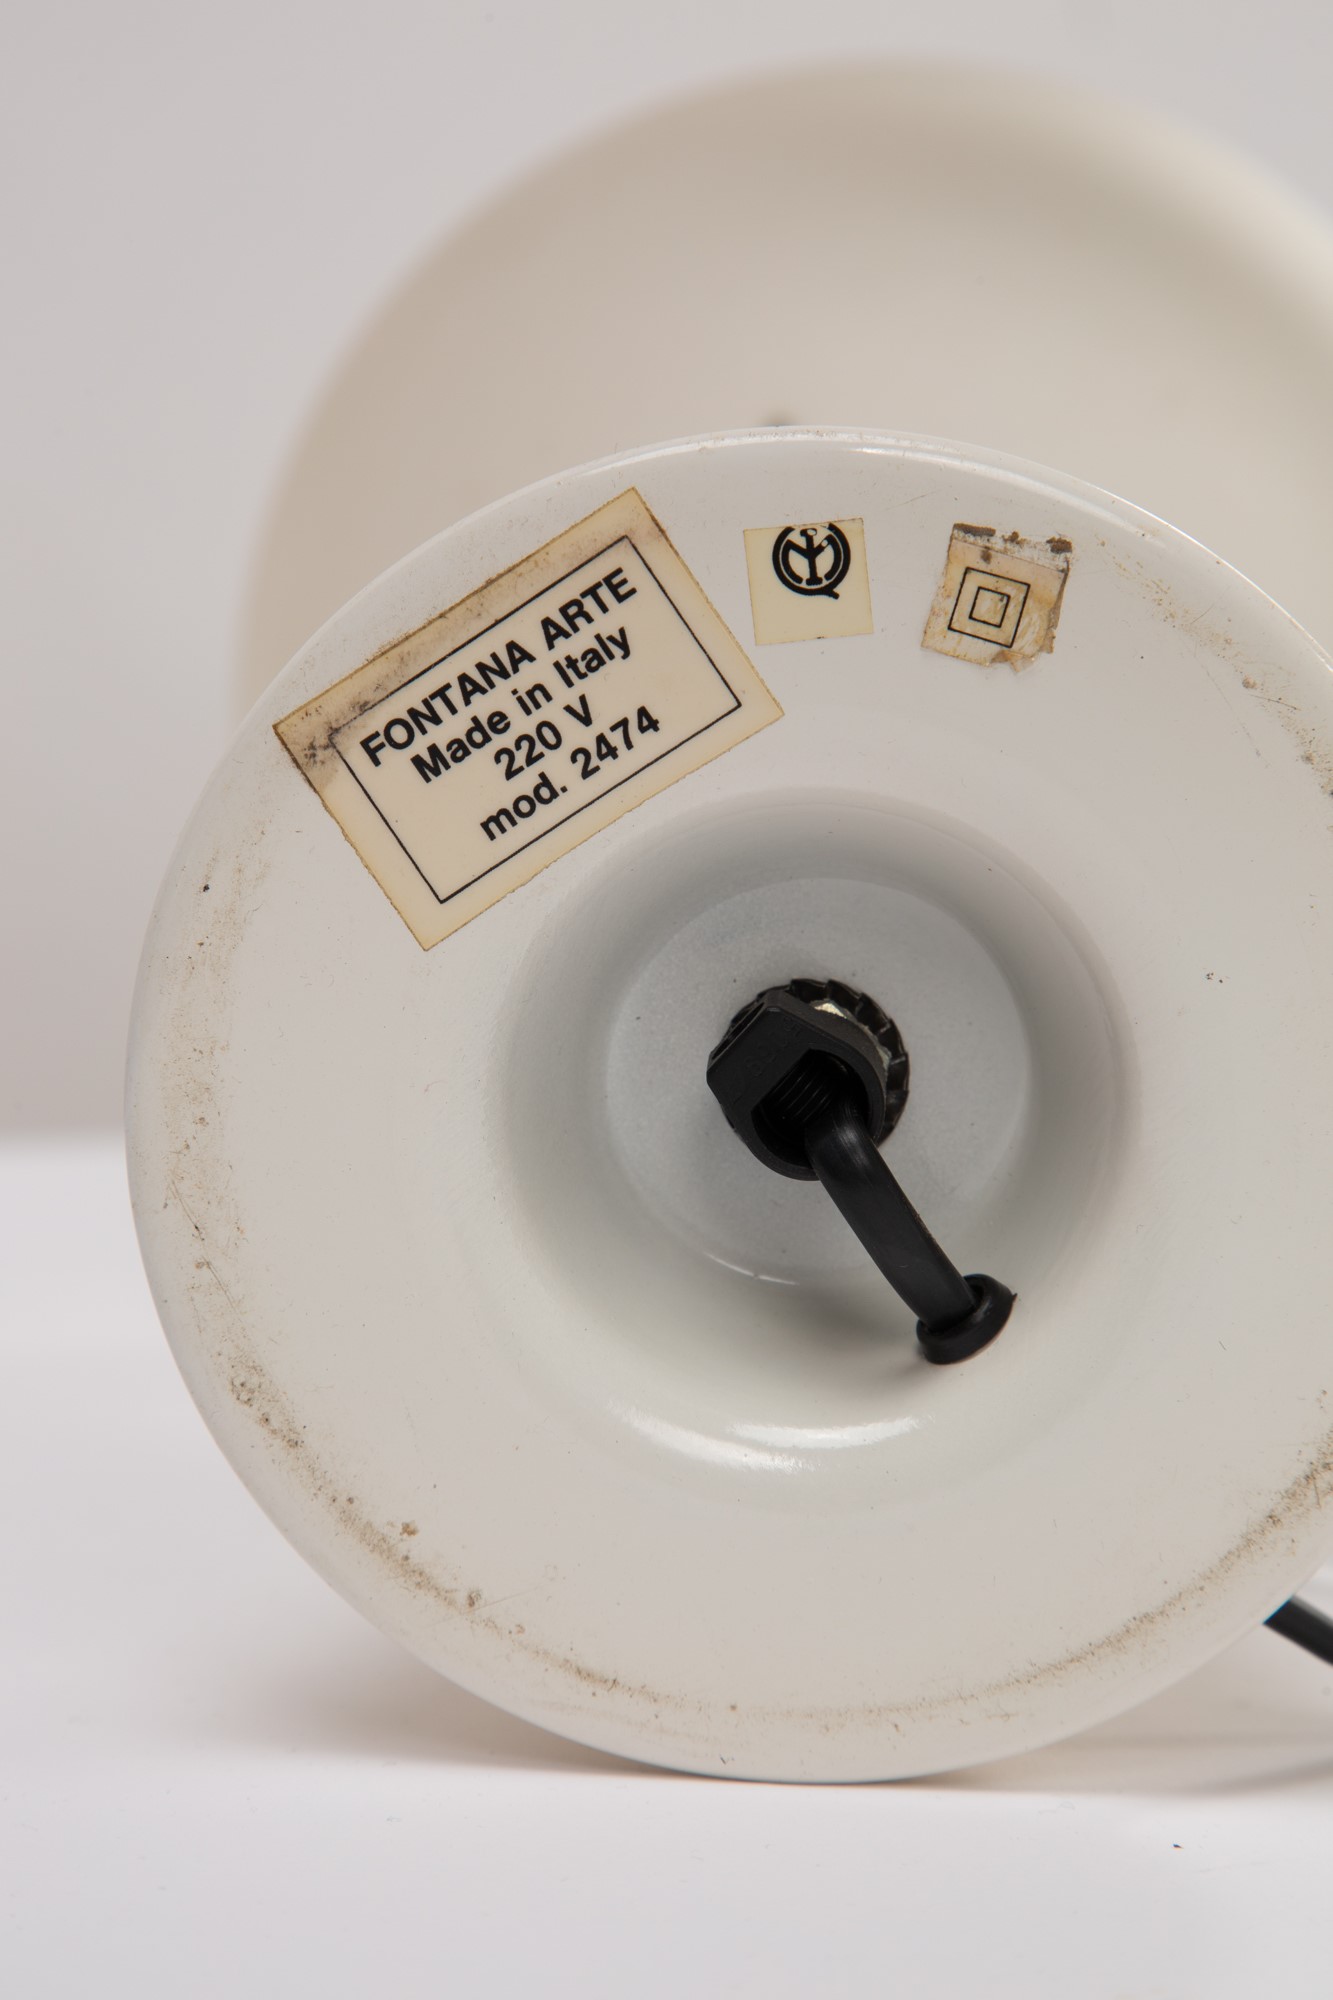 FONTANA ARTE
Made in Italy
220 V
mod. 2474